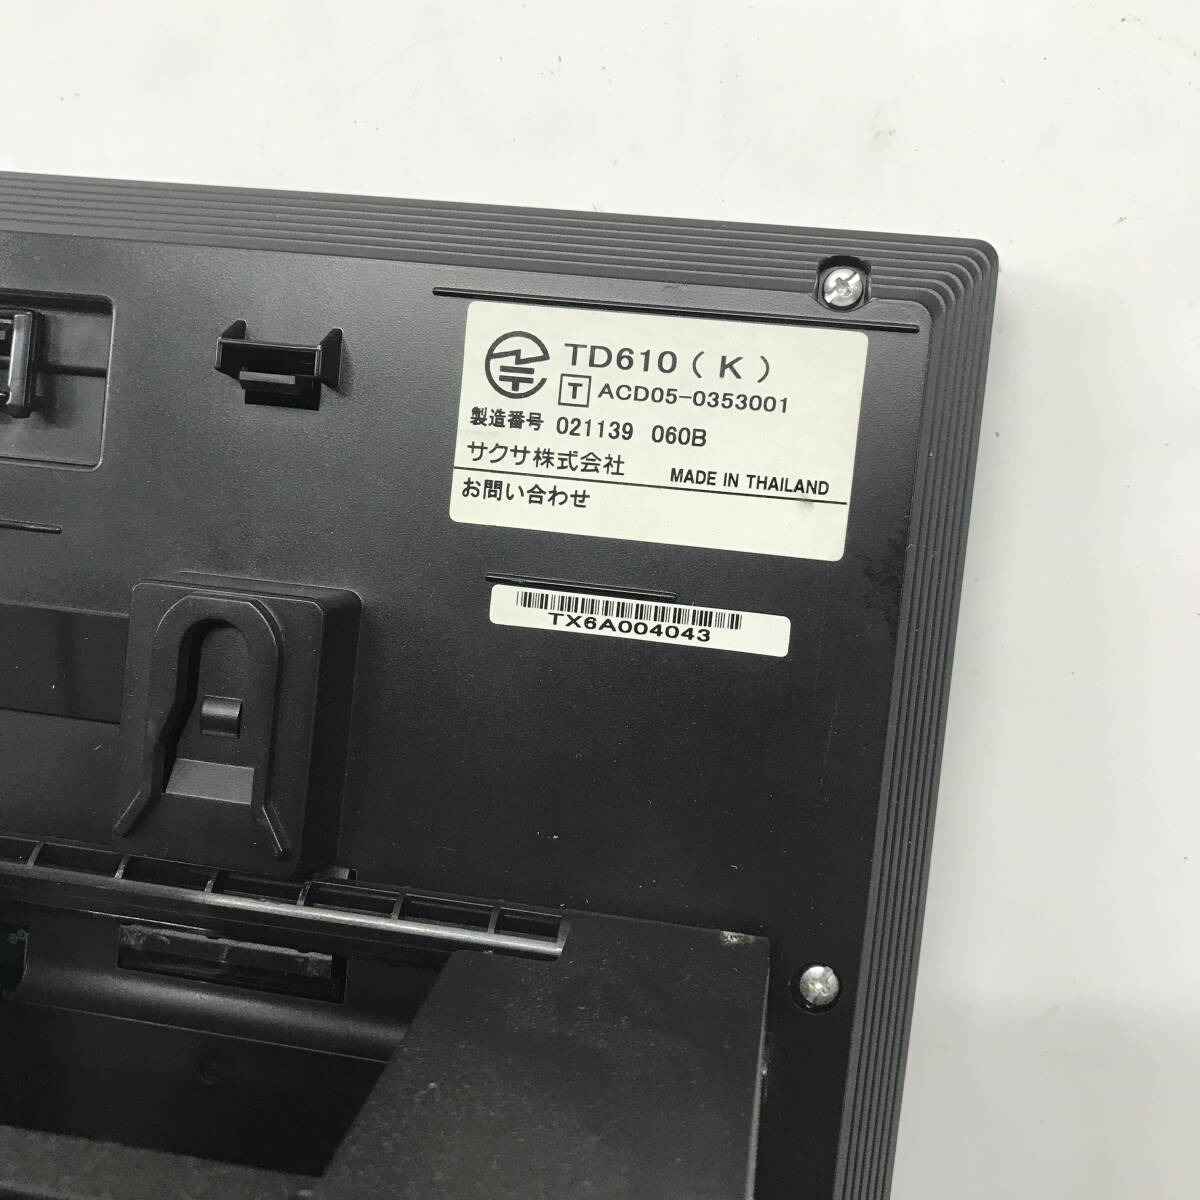 TD610 ( K )
T ACD05-0353001
製造番号 021139 060B
サクサ株式会社 MADE IN THAILAND
お問い合わせ
TX6A004043